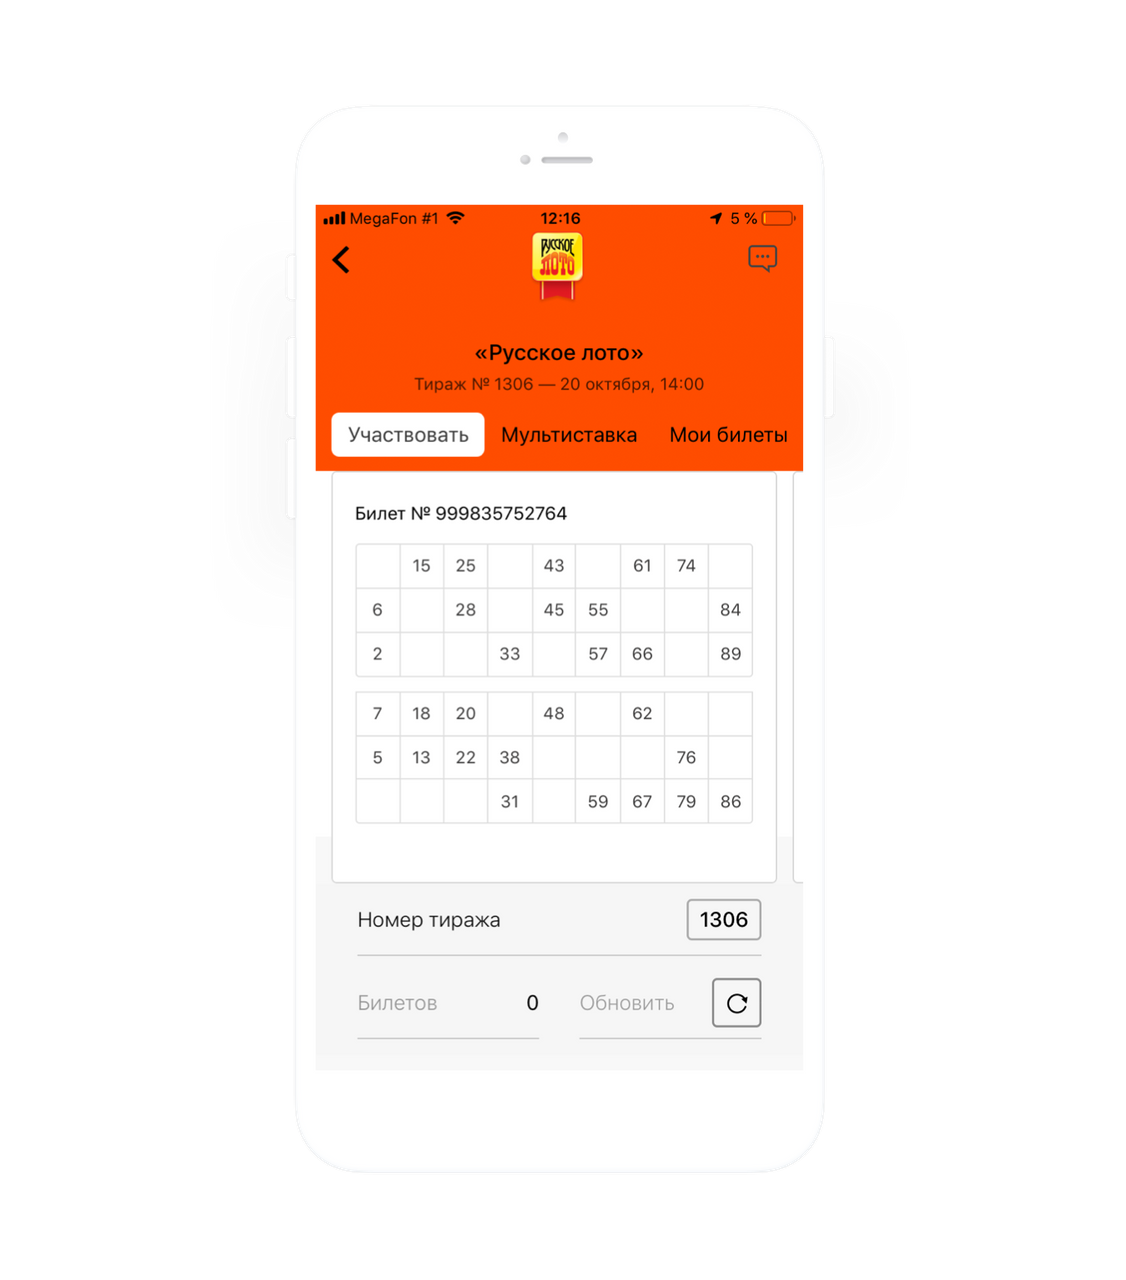 MegaFon #1 12:16 5 %
РУССКОЕ
ЛОТО
«Русское лото»
Тираж № 1306 — 20 октября, 14:00
Участвовать Мультиставка Мои билеты
Билет № 999835752764
15 25 43 61 74
6 28 45 55 84
2 33 57 66 89
7 18 20 48 62
5 13 22 38 76
31 59 67 79 86
Номер тиража 1306
Билетов 0 Обновить